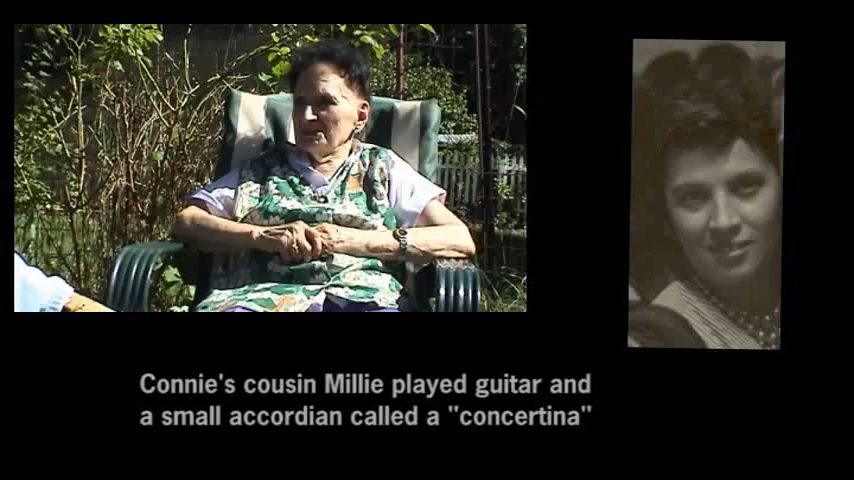 Connie's cousin Millie played guitar and
a small accordian called a "concertina"